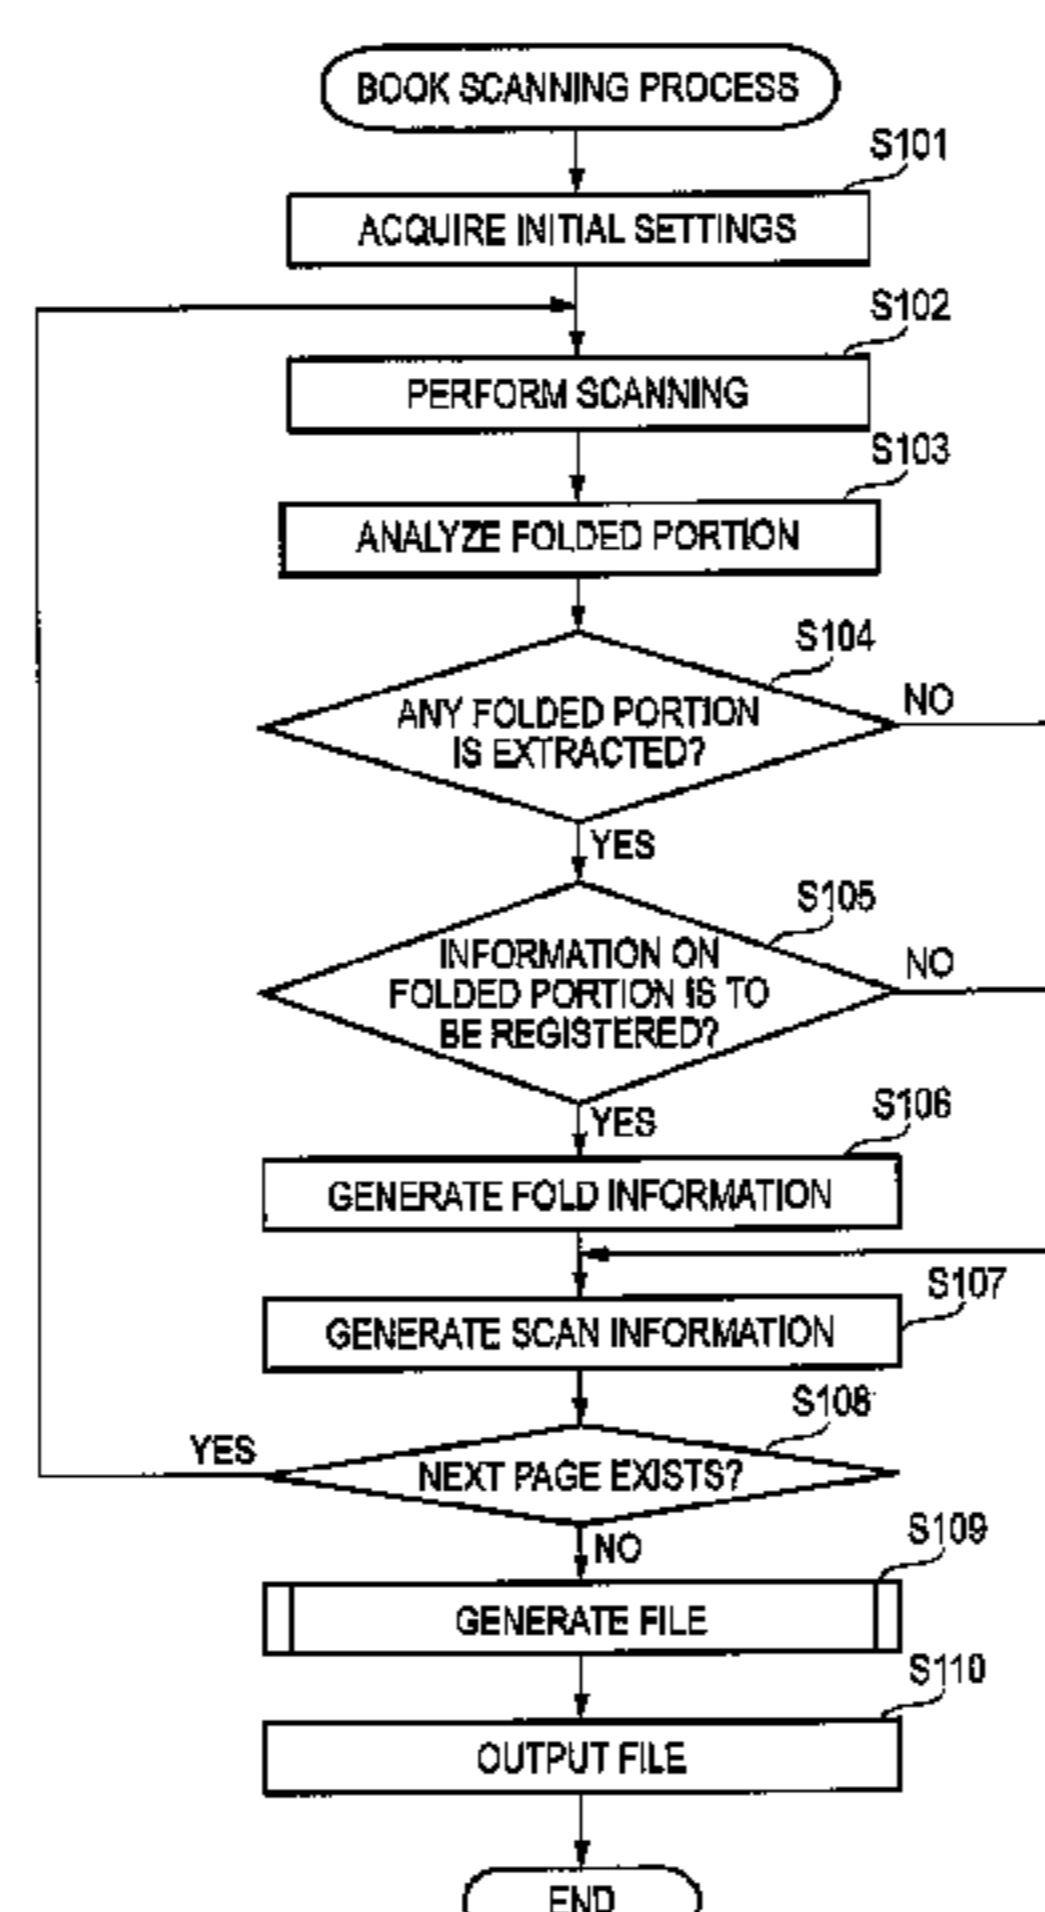 BOOK SCANNING PROCESS
S101
ACQUIRE INITIAL SETTINGS
S102
PERFORM SCANNING
S103
ANALYZE FOLDED PORTION
S104
ANY FOLDED PORTION
IS EXTRACTED?
NO
YES
S105
INFORMATION ON
FOLDED PORTION IS TO
BE REGISTERED?
NO
YES
S106
GENERATE FOLD INFORMATION
S107
GENERATE SCAN INFORMATION
S108
NEXT PAGE EXISTS?
YES
NO
S109
GENERATE FILE
S110
OUTPUT FILE
END